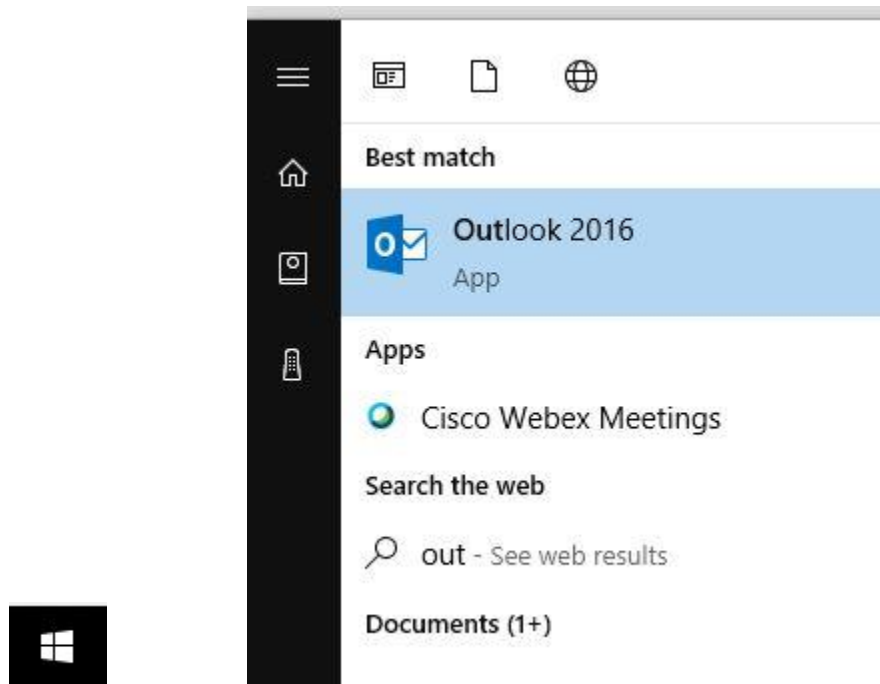 Best match
Outlook 2016
App
Apps
Cisco Webex Meetings
Search the web
out - See web results
Documents (1+)